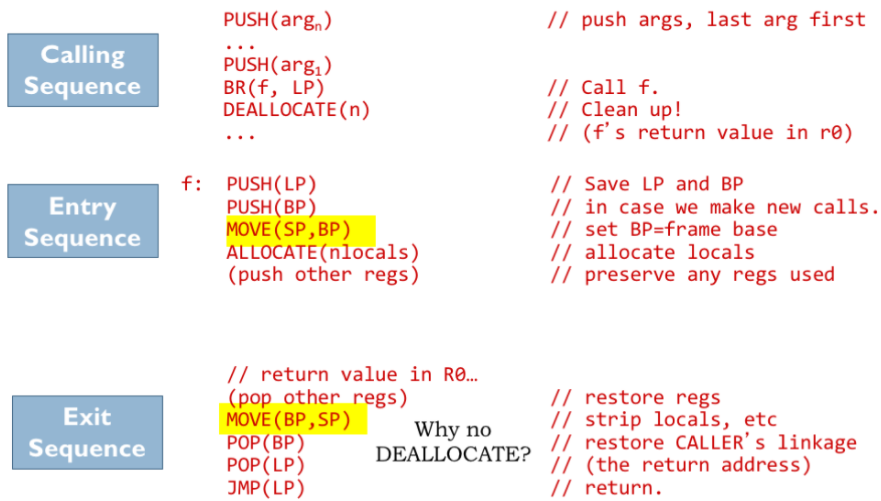 PUSH(argₙ) // push args, last arg first
...
Calling Sequence
PUSH(arg₁)
BR(f, LP) // Call f.
DEALLOCATE(n) // Clean up!
... // (f's return value in r0)
Entry Sequence
f: PUSH(LP) // Save LP and BP
PUSH(BP) // in case we make new calls.
MOVE(SP,BP) // set BP=frame base
ALLOCATE(nlocals) // allocate locals
(push other regs) // preserve any regs used
Exit Sequence
// return value in R0…
(pop other regs) // restore regs
MOVE(BP,SP) // strip locals, etc
Why no DEALLOCATE?
POP(BP) // restore CALLER's linkage
POP(LP) // (the return address)
JMP(LP) // return.